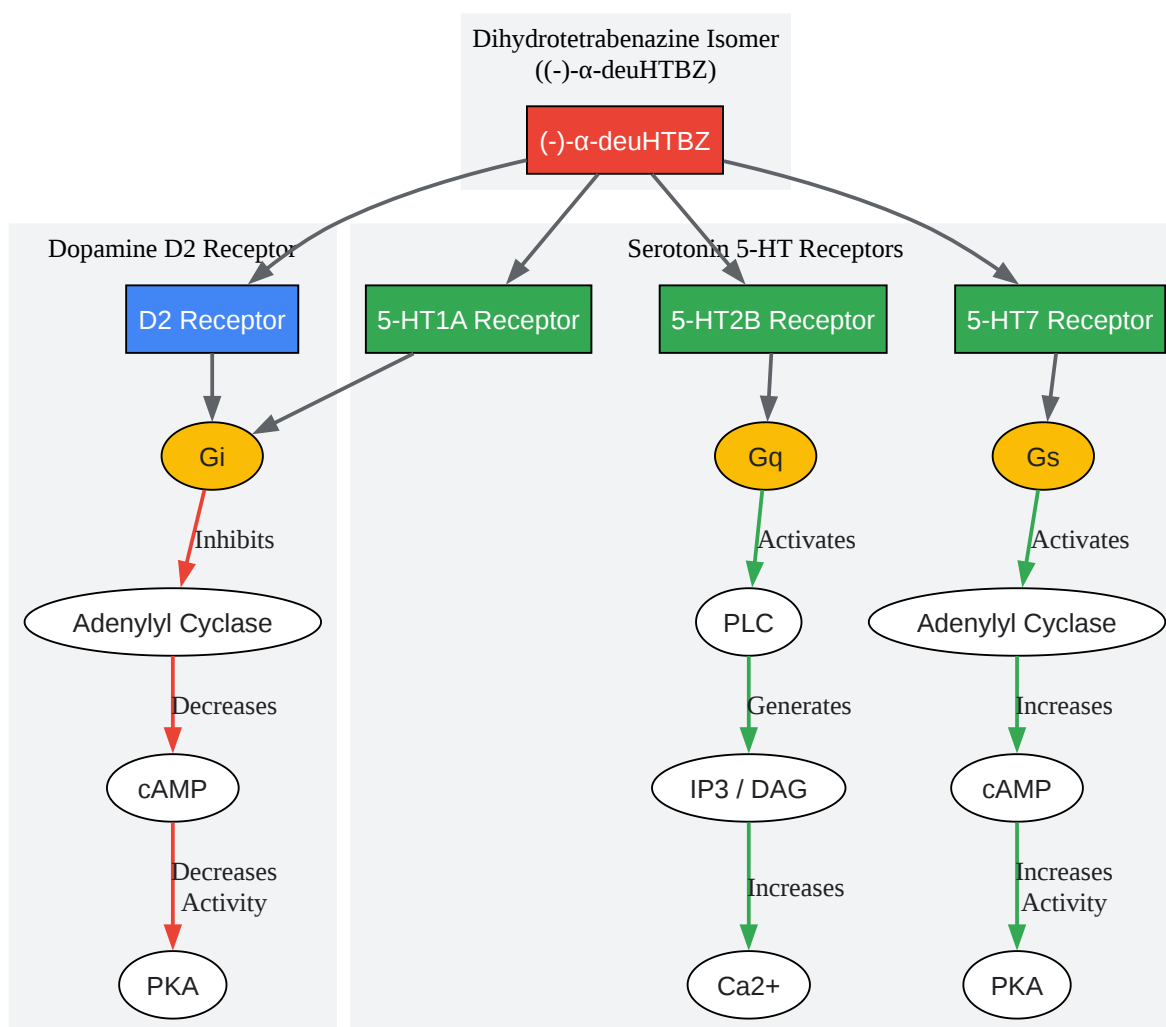 Dihydrotetrabenazine Isomer
((-)-α-deuHTBZ)
(-)-α-deuHTBZ
Dopamine D2 Receptor
Serotonin 5-HT Receptors
D2 Receptor
5-HT1A Receptor
5-HT2B Receptor
5-HT7 Receptor
Gi
Gq
Gs
Inhibits
Activates
Activates
Adenylyl Cyclase
PLC
Adenylyl Cyclase
Decreases
Generates
Increases
cAMP
IP3 / DAG
cAMP
Decreases
Activity
Increases
Increases
Activity
PKA
Ca2+
PKA